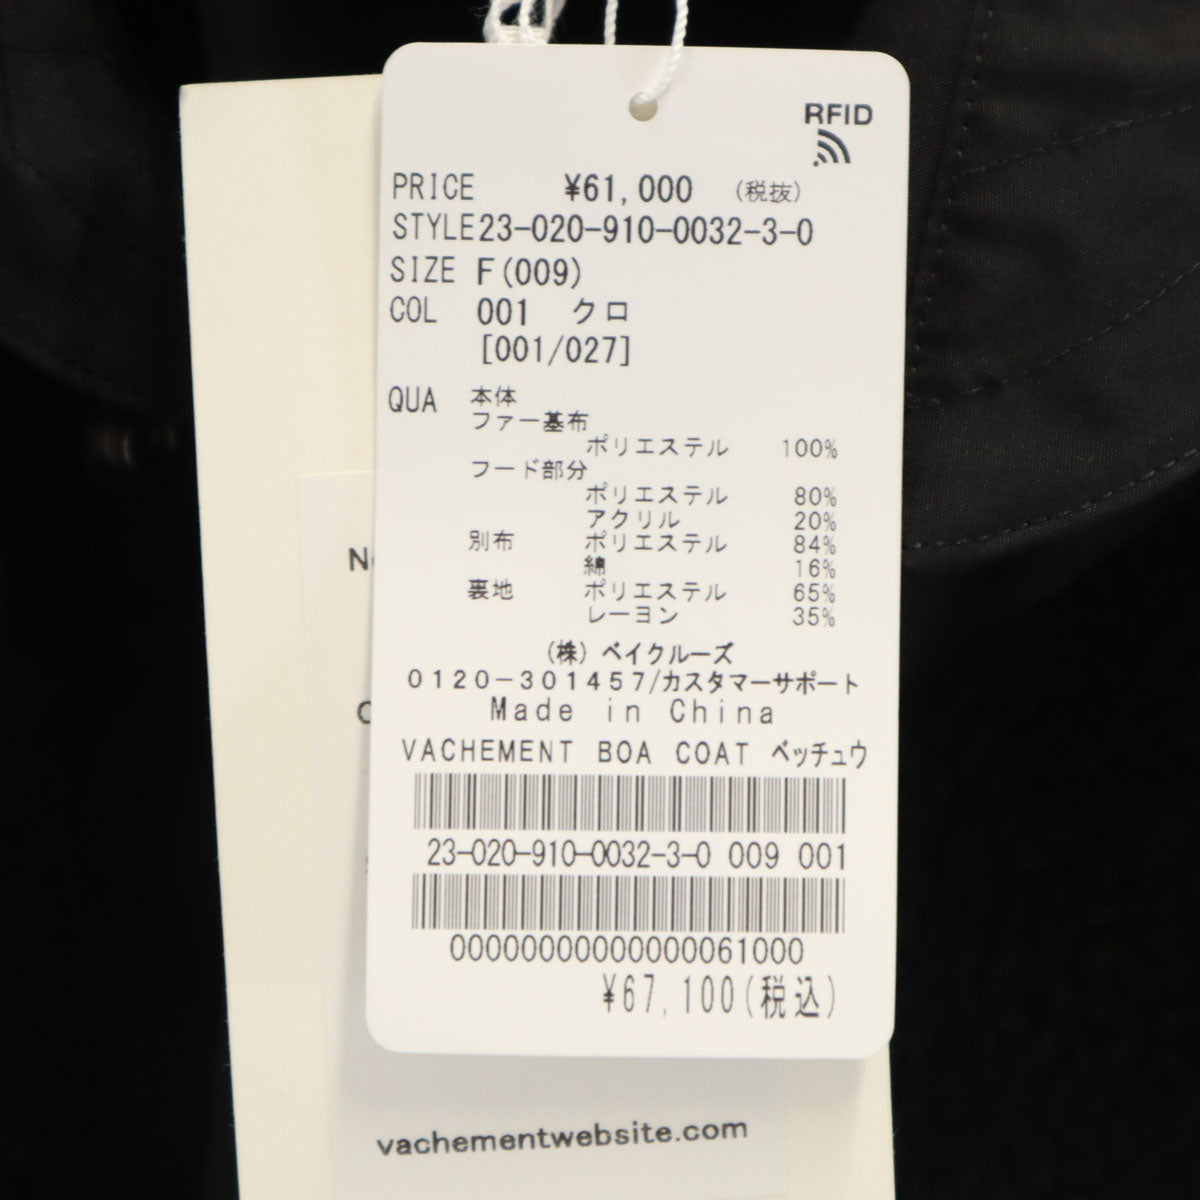 RFID
PRICE ¥61,000 (税抜)
STYLE 23-020-910-0032-3-0
SIZE F(009)
COL 001 クロ
[001/027]
QUA 本体
ファー基布
ポリエステル 100%
フード部分
ポリエステル 80%
アクリル 20%
別布 ポリエステル 84%
綿 16%
裏地 ポリエステル 65%
レーヨン 35%
(株)ベイクルーズ
0120-301457/カスタマーサポート
Made in China
VACHEMENT BOA COAT ベッチュウ
23-020-910-0032-3-0 009 001
00000000000000061000
¥67,100(税込)
vachementwebsite.com